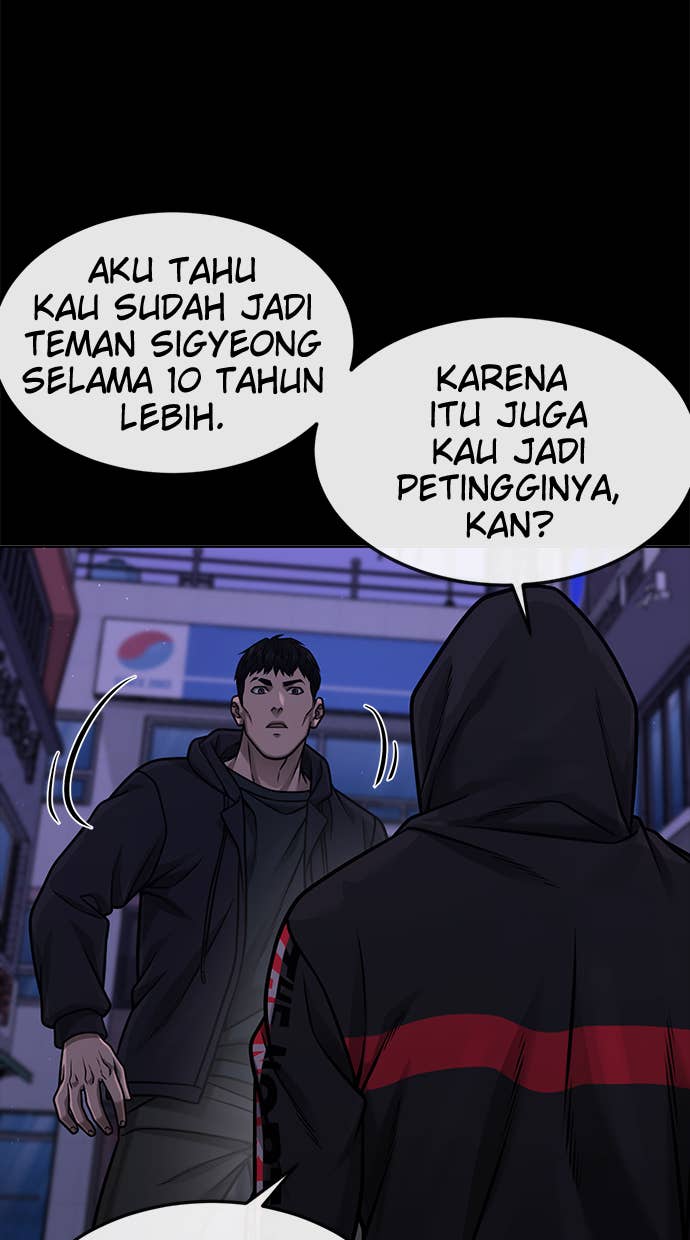 AKU TAHU
KAU SUDAH JADI
TEMAN SIGYEONG
SELAMA 10 TAHUN
LEBIH.
KARENA
ITU JUGA
KAU JADI
PETINGGINYA,
KAN?